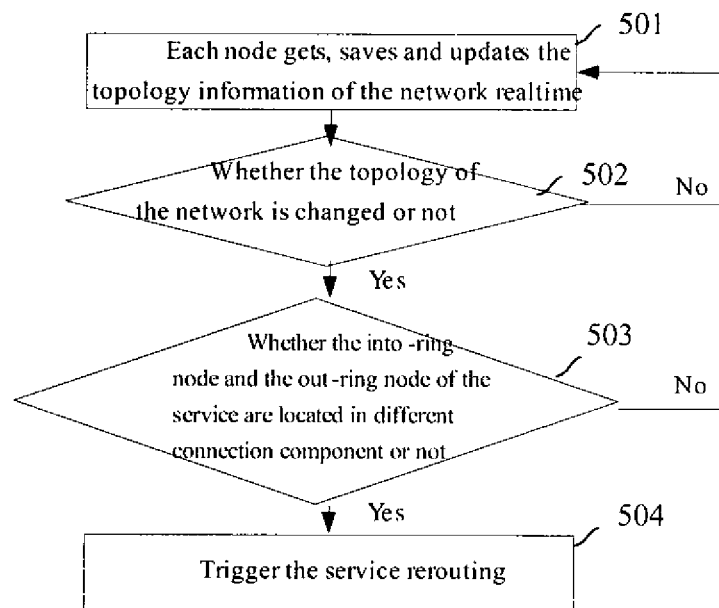 501
Each node gets, saves and updates the
topology information of the network realtime
502
Whether the topology of
the network is changed or not
No
Yes
503
Whether the into -ring
node and the out -ring node of the
service are located in different
connection component or not
No
Yes
504
Trigger the service rerouting